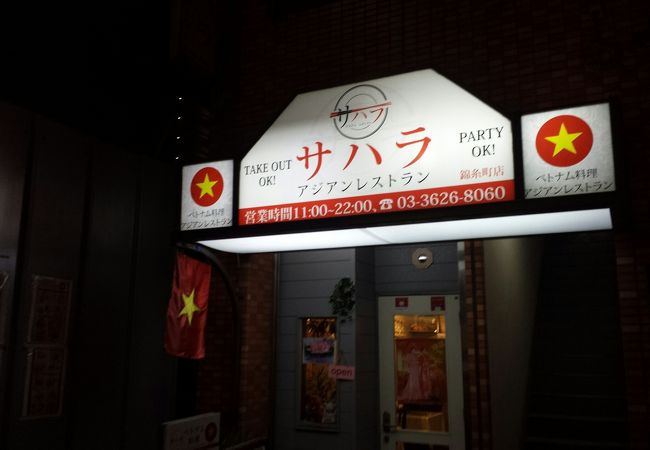 サハラ
TAKE OUT
OK!
サハラ
PARTY
OK!
アジアンレストラン
錦糸町店
営業時間11:00~22:00、☎ 03-3626-8060
ベトナム料理
アジアンレストラン
ベトナム料理
アジアンレストラン
open